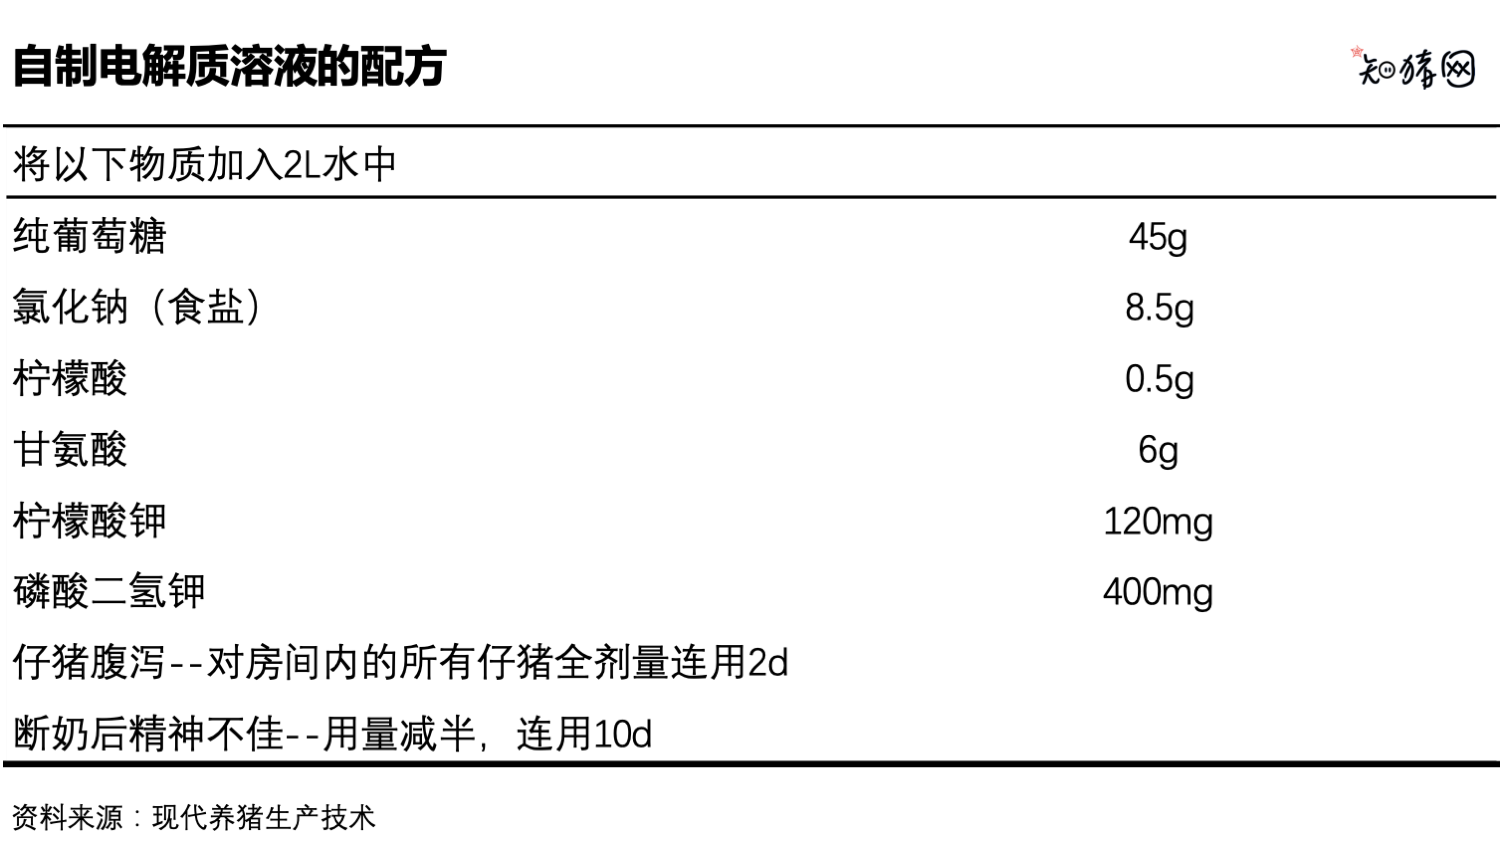 自制电解质溶液的配方
知猪网
将以下物质加入2L水中
纯葡萄糖 45g
氯化钠（食盐） 8.5g
柠檬酸 0.5g
甘氨酸 6g
柠檬酸钾 120mg
磷酸二氢钾 400mg
仔猪腹泻--对房间内的所有仔猪全剂量连用2d
断奶后精神不佳--用量减半，连用10d
资料来源：现代养猪生产技术